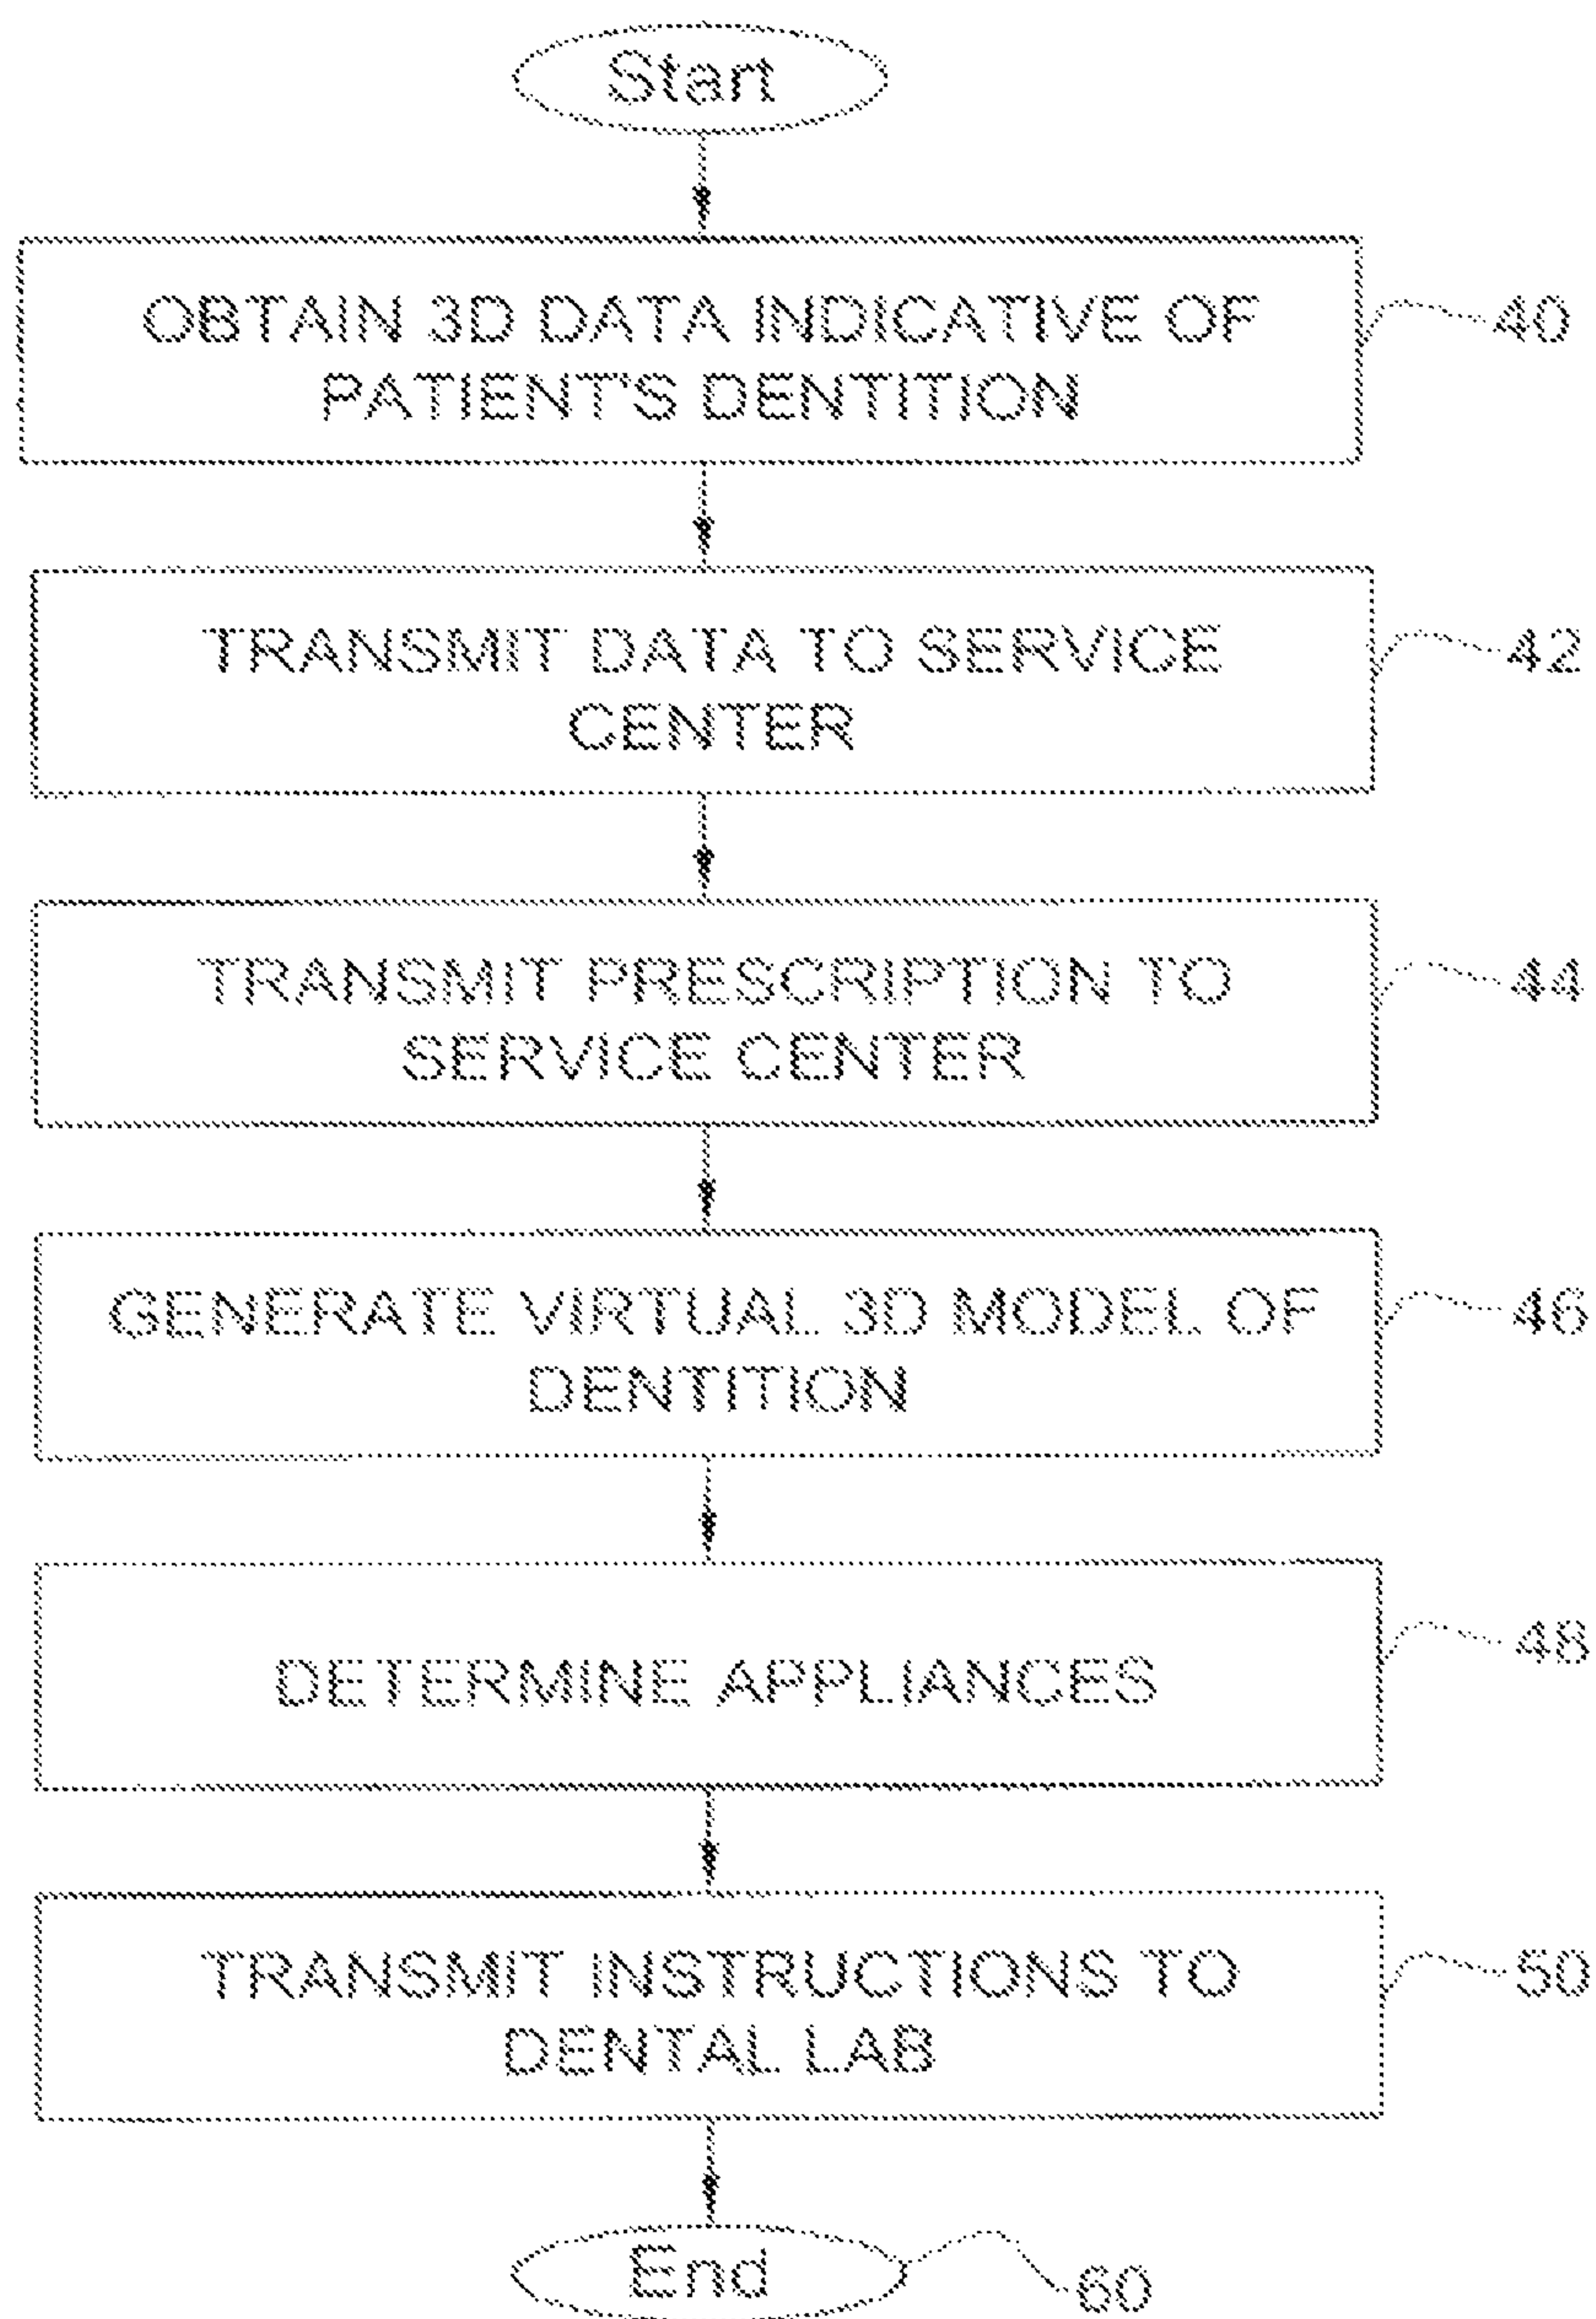 Start
OBTAIN 3D DATA INDICATIVE OF
PATIENT'S DENTITION
40
TRANSMIT DATA TO SERVICE
CENTER
42
TRANSMIT PRESCRIPTION TO
SERVICE CENTER
44
GENERATE VIRTUAL 3D MODEL OF
DENTITION
46
DETERMINE APPLIANCES
48
TRANSMIT INSTRUCTIONS TO
DENTAL LAB
50
End
60